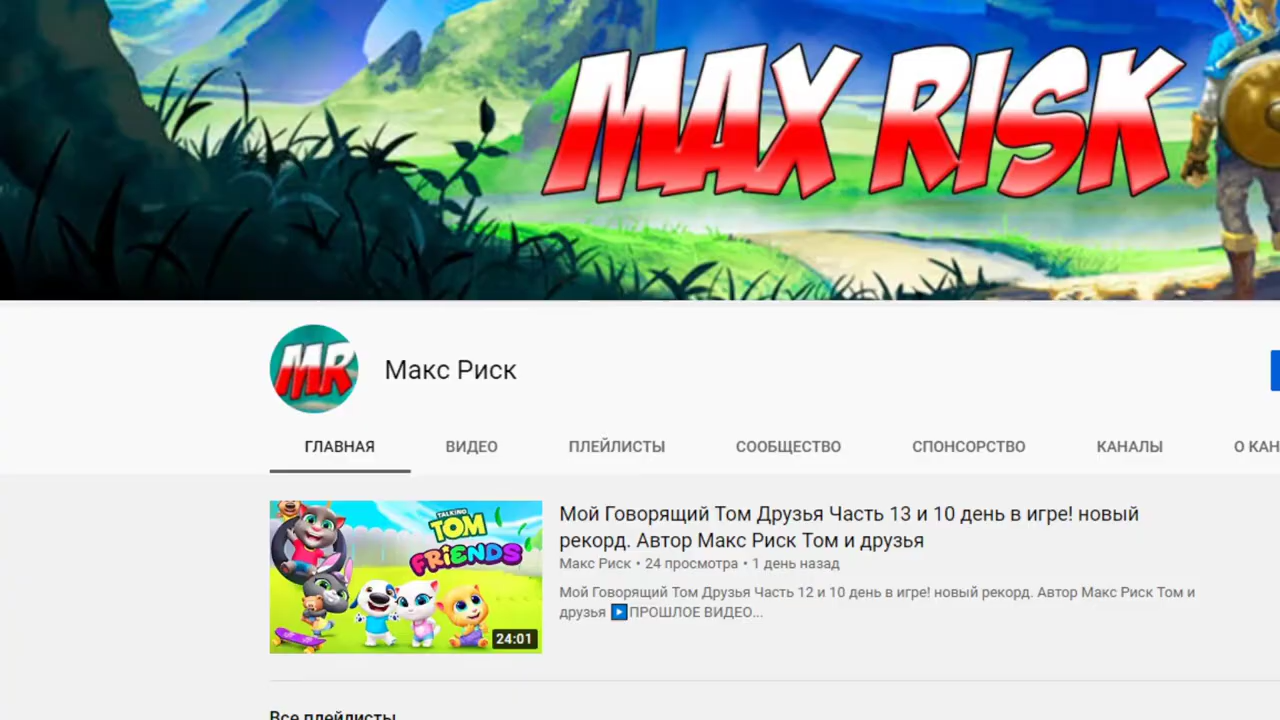 MAX RISK
MR
Макс Риск
ГЛАВНАЯ ВИДЕО ПЛЕЙЛИСТЫ СООБЩЕСТВО СПОНСОРСТВО КАНАЛЫ О КАН
TALKING
TOM
FRIENDS
24:01
Мой Говорящий Том Друзья Часть 13 и 10 день в игре! новый
рекорд. Автор Макс Риск Том и друзья
Макс Риск • 24 просмотра • 1 день назад
Мой Говорящий Том Друзья Часть 12 и 10 день в игре! новый рекорд. Автор Макс Риск Том и
друзья ▶️ПРОШЛОЕ ВИДЕО...
Все плейлисты